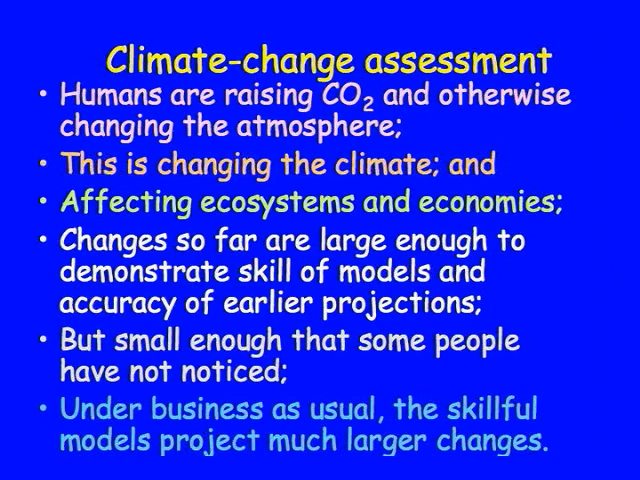 Climate-change assessment
• Humans are raising CO₂ and otherwise
changing the atmosphere;
• This is changing the climate; and
• Affecting ecosystems and economies;
• Changes so far are large enough to
demonstrate skill of models and
accuracy of earlier projections;
• But small enough that some people
have not noticed;
• Under business as usual, the skillful
models project much larger changes.